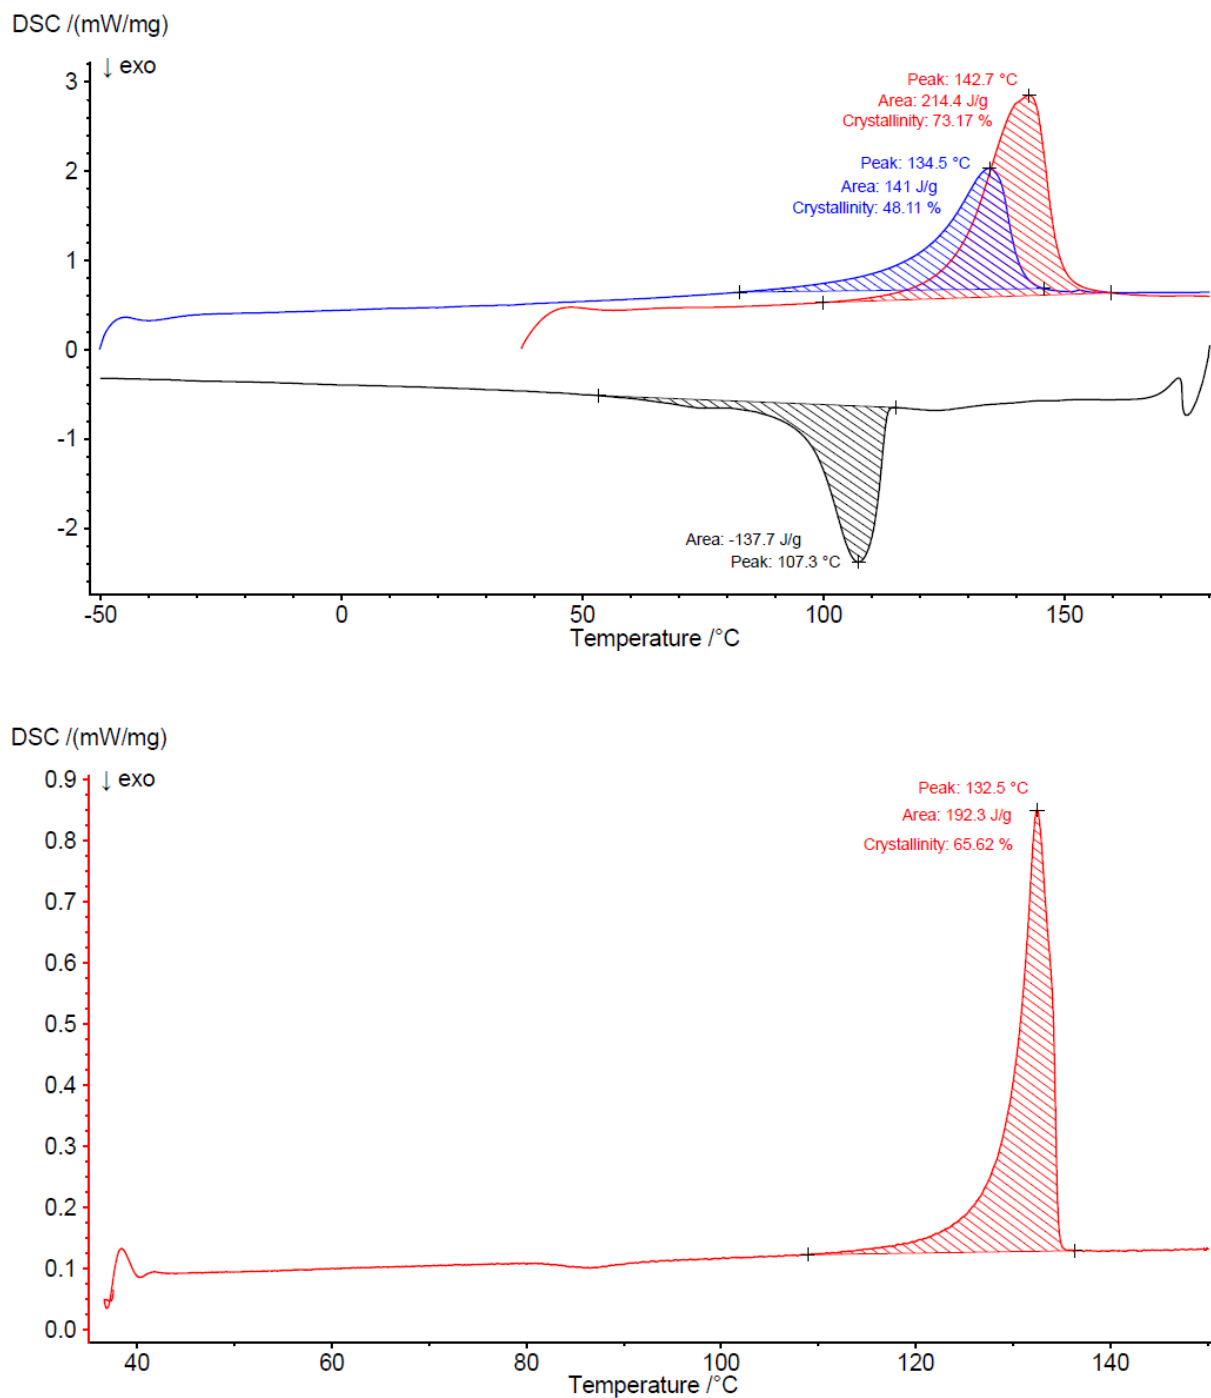 DSC /(mW/mg)
↓ exo
Peak: 142.7 °C
Area: 214.4 J/g
Crystallinity: 73.17 %
Peak: 134.5 °C
Area: 141 J/g
Crystallinity: 48.11 %
3
2
1
0
-1
-2
Area: -137.7 J/g
Peak: 107.3 °C
-50 0 50 100 150
Temperature /°C
DSC /(mW/mg)
↓ exo
Peak: 132.5 °C
Area: 192.3 J/g
Crystallinity: 65.62 %
0.9
0.8
0.7
0.6
0.5
0.4
0.3
0.2
0.1
0.0
40 60 80 100 120 140
Temperature /°C